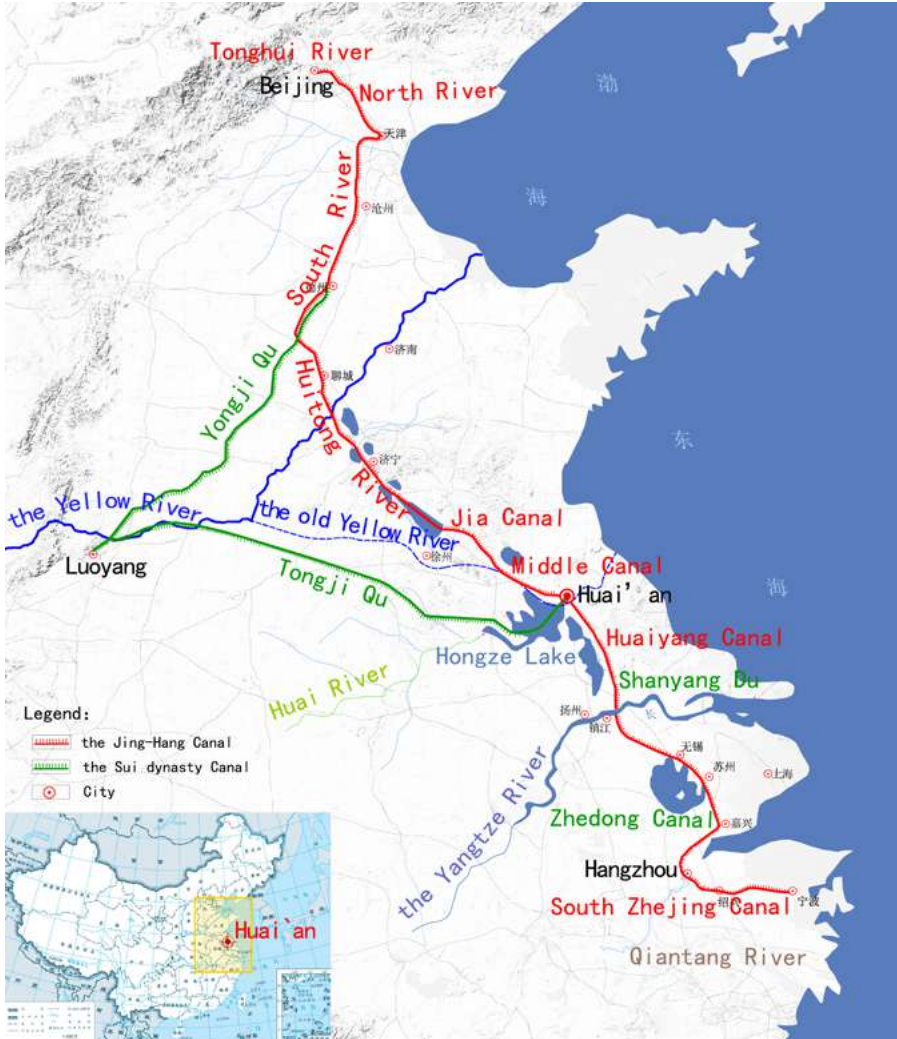 Tonghui River
Beijing
North River
渤
天津
海
South River
沧州
济南
Yongji Qu
聊城
Huitong River
东
济宁
the Yellow River
the old Yellow River
Jia Canal
徐州
Luoyang
Tongji Qu
Middle Canal
Huai' an
海
Huaiyang Canal
Hongze Lake
Huai River
Shanyang Du
扬州
镇江
长
Legend:
the Jing-Hang Canal
the Sui dynasty Canal
City
无锡
苏州
上海
the Yangtze River
Zhedong Canal
嘉兴
Hangzhou
绍兴
宁波
South Zhejing Canal
Qiantang River
Huai`an